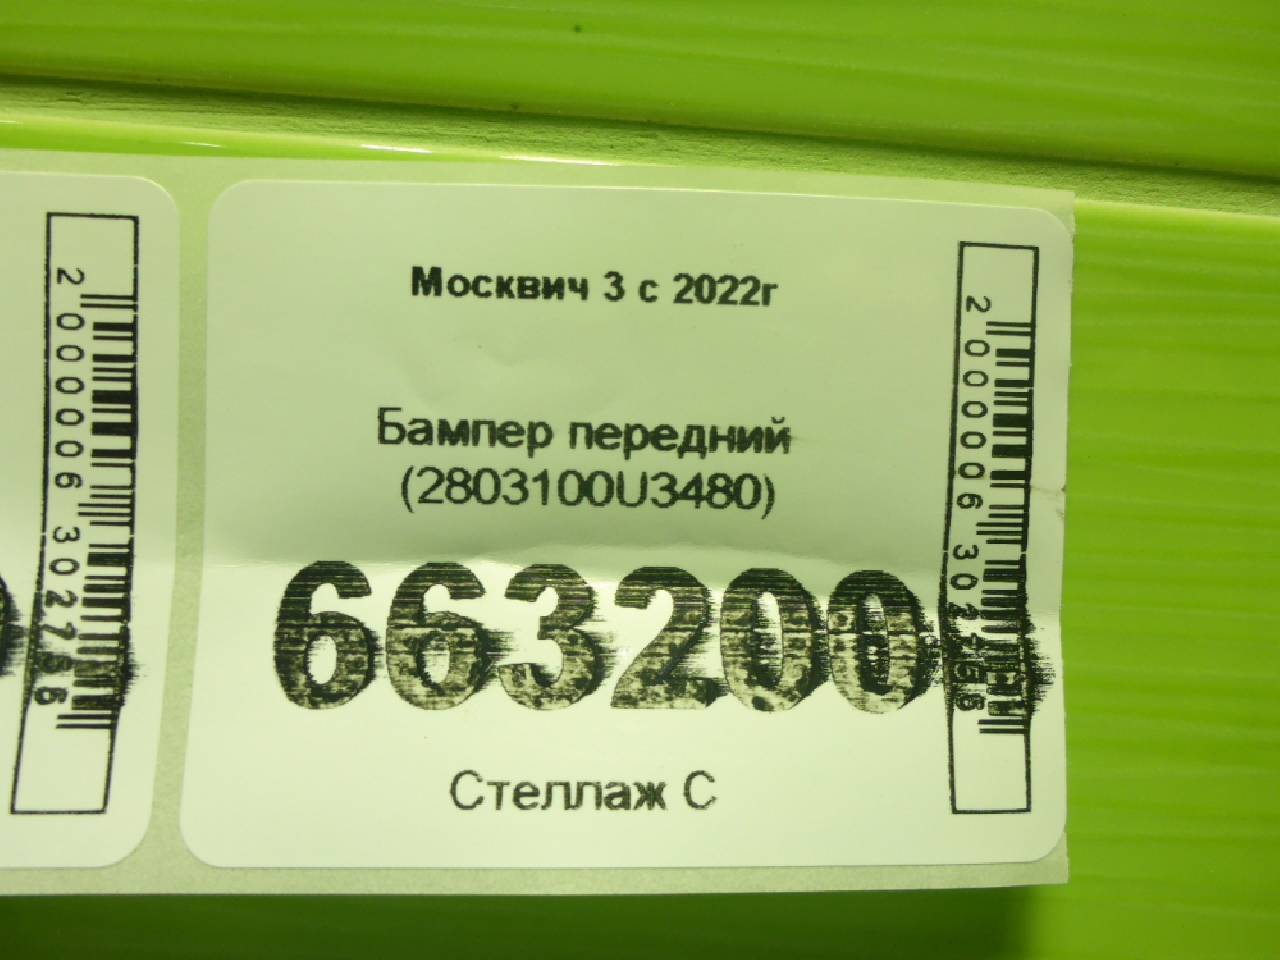 Москвич 3 с 2022г
Бампер передний
(2803100U3480)
663200
Стеллаж С